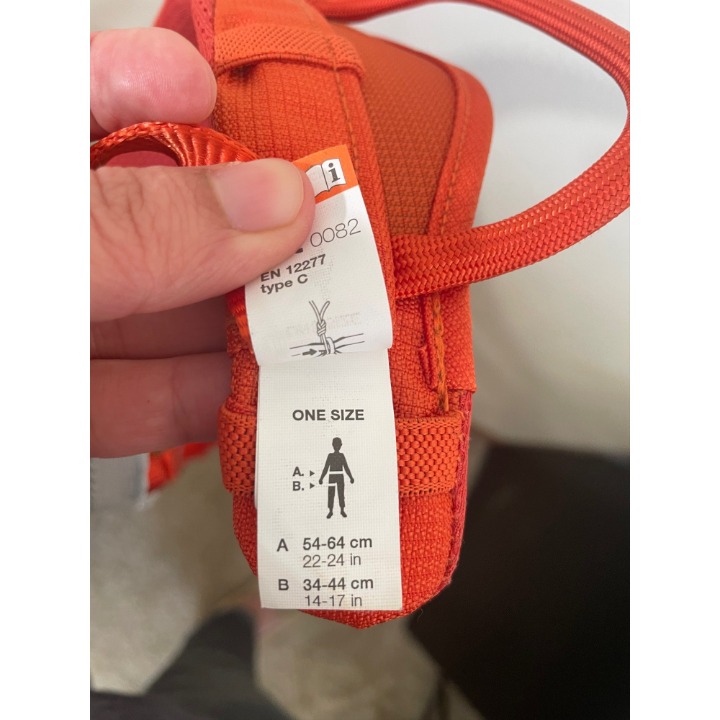 i
0082
EN 12277
type C
ONE SIZE
A.
B.
A 54-64 cm
22-24 in
B 34-44 cm
14-17 in